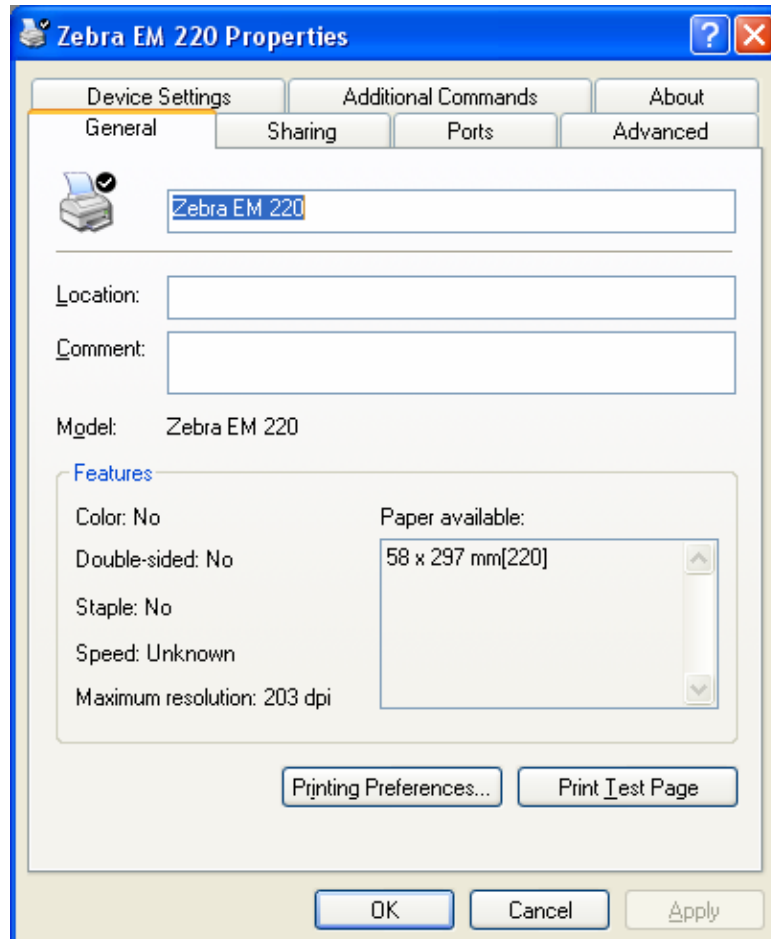 Zebra EM 220 Properties
Device Settings Additional Commands About
General Sharing Ports Advanced
Zebra EM 220
Location:
Comment:
Model: Zebra EM 220
Features
Color: No Paper available:
Double-sided: No 58 x 297 mm[220]
Staple: No
Speed: Unknown
Maximum resolution: 203 dpi
Printing Preferences... Print Test Page
OK Cancel Apply